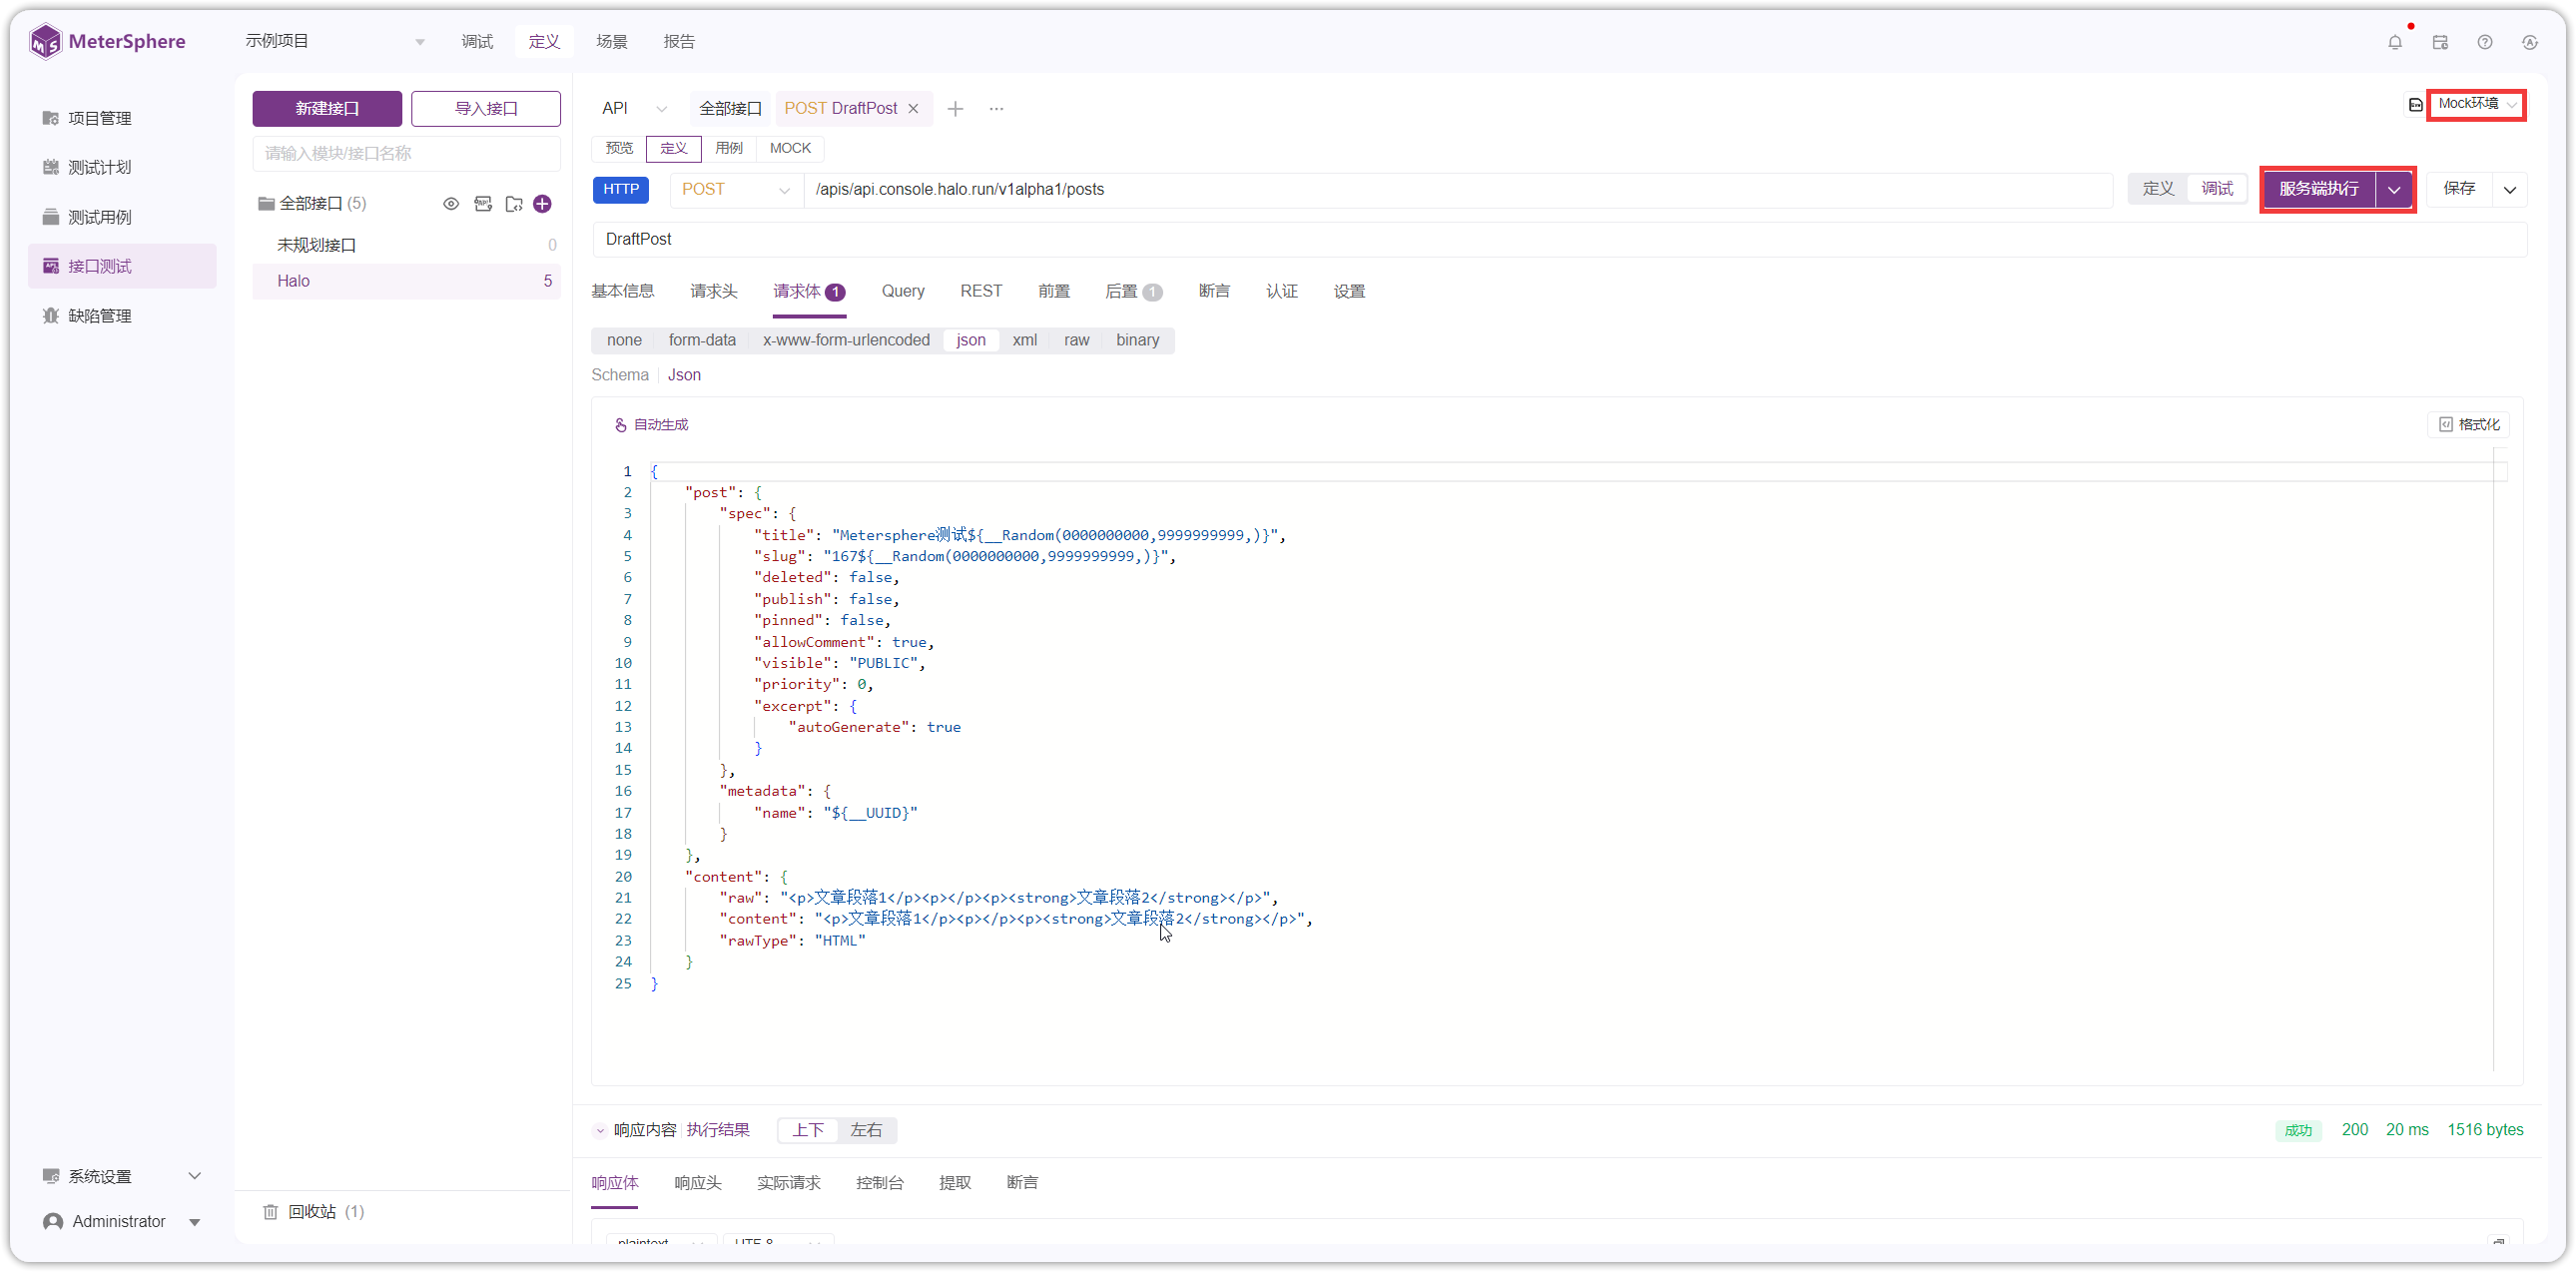 MeterSphere
示例项目
调试 定义 场景 报告
项目管理
测试计划
测试用例
接口测试
缺陷管理
系统设置
Administrator
新建接口 导入接口
请输入模块/接口名称
全部接口 (5)
未规划接口 0
Halo 5
回收站 (1)
API 全部接口 POST DraftPost
Mock环境
预览 定义 用例 MOCK
HTTP POST /apis/api.console.halo.run/v1alpha1/posts 定义 调试 服务端执行 保存
DraftPost
基本信息 请求头 请求体 1 Query REST 前置 后置 1 断言 认证 设置
none form-data x-www-form-urlencoded json xml raw binary
Schema Json
自动生成 格式化
1 {
2 "post": {
3 "spec": {
4 "title": "Metersphere测试${__Random(0000000000,9999999999,)}",
5 "slug": "167${__Random(0000000000,9999999999,)}",
6 "deleted": false,
7 "publish": false,
8 "pinned": false,
9 "allowComment": true,
10 "visible": "PUBLIC",
11 "priority": 0,
12 "excerpt": {
13 "autoGenerate": true
14 }
15 },
16 "metadata": {
17 "name": "${__UUID}"
18 }
19 },
20 "content": {
21 "raw": "<p>文章段落1</p><p></p><p><strong>文章段落2</strong></p>",
22 "content": "<p>文章段落1</p><p></p><p><strong>文章段落2</strong></p>",
23 "rawType": "HTML"
24 }
25 }
响应内容 执行结果 上下 左右 成功 200 20 ms 1516 bytes
响应体 响应头 实际请求 控制台 提取 断言
plaintext UTF-8